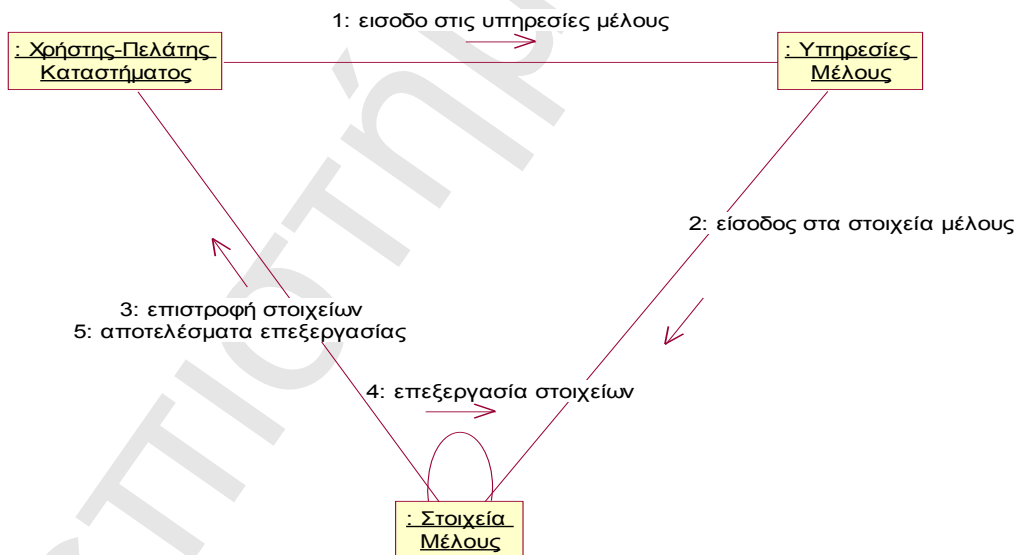 1: εισοδο στις υπηρεσίες μέλους
: Χρήστης-Πελάτης
Καταστήματος
: Υπηρεσίες
Μέλους
2: είσοδος στα στοιχεία μέλους
3: επιστροφή στοιχείων
5: αποτελέσματα επεξεργασίας
4: επεξεργασία στοιχείων
: Στοιχεία
Μέλους